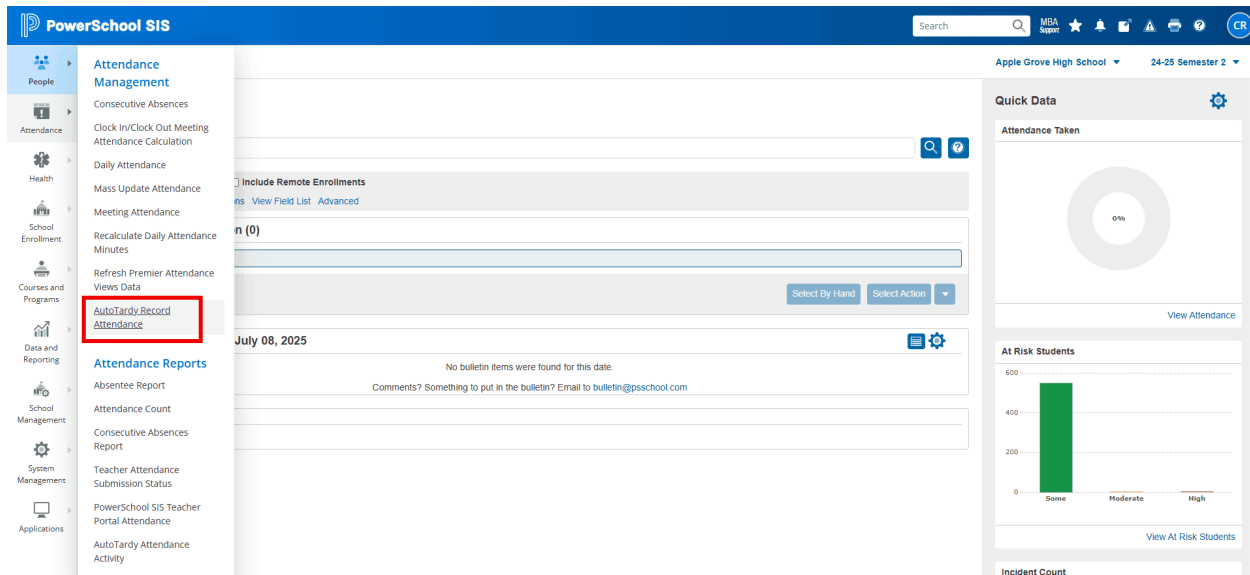 PowerSchool SIS
Search
MBA
Support
CR
Apple Grove High School
24-25 Semester 2
People
Attendance
Health
School
Enrollment
Courses and
Programs
Data and
Reporting
School
Management
System
Management
Applications
Attendance
Management
Consecutive Absences
Clock In/Clock Out Meeting
Attendance Calculation
Daily Attendance
Mass Update Attendance
Meeting Attendance
Recalculate Daily Attendance
Minutes
Refresh Premier Attendance
Views Data
AutoTardy Record
Attendance
Attendance Reports
Absentee Report
Attendance Count
Consecutive Absences
Report
Teacher Attendance
Submission Status
PowerSchool SIS Teacher
Portal Attendance
AutoTardy Attendance
Activity
Include Remote Enrollments
ns View Field List Advanced
n (0)
Select By Hand Select Action
July 08, 2025
No bulletin items were found for this date.
Comments? Something to put in the bulletin? Email to bulletin@psschool.com
Quick Data
Attendance Taken
0%
View Attendance
At Risk Students
600
400
200
0
Some Moderate High
View At Risk Students
Incident Count